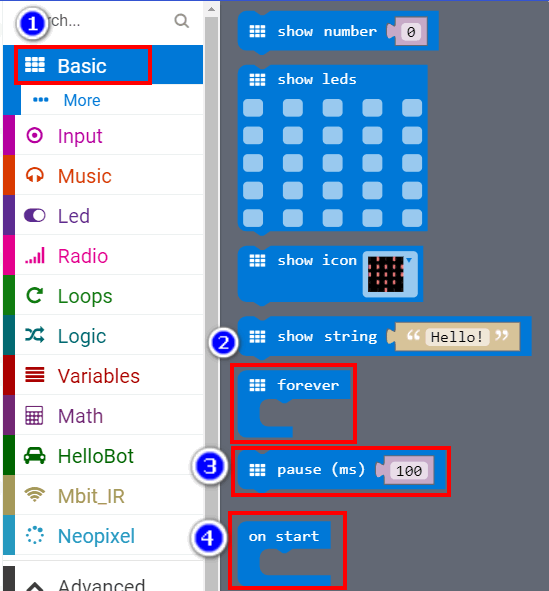 1
rch...
Basic
More
Input
Music
Led
Radio
Loops
Logic
Variables
Math
HelloBot
Mbit_IR
Neopixel
Advanced
show number 0
show leds
show icon
2
show string “ Hello! ”
forever
3
pause (ms) 100
4
on start